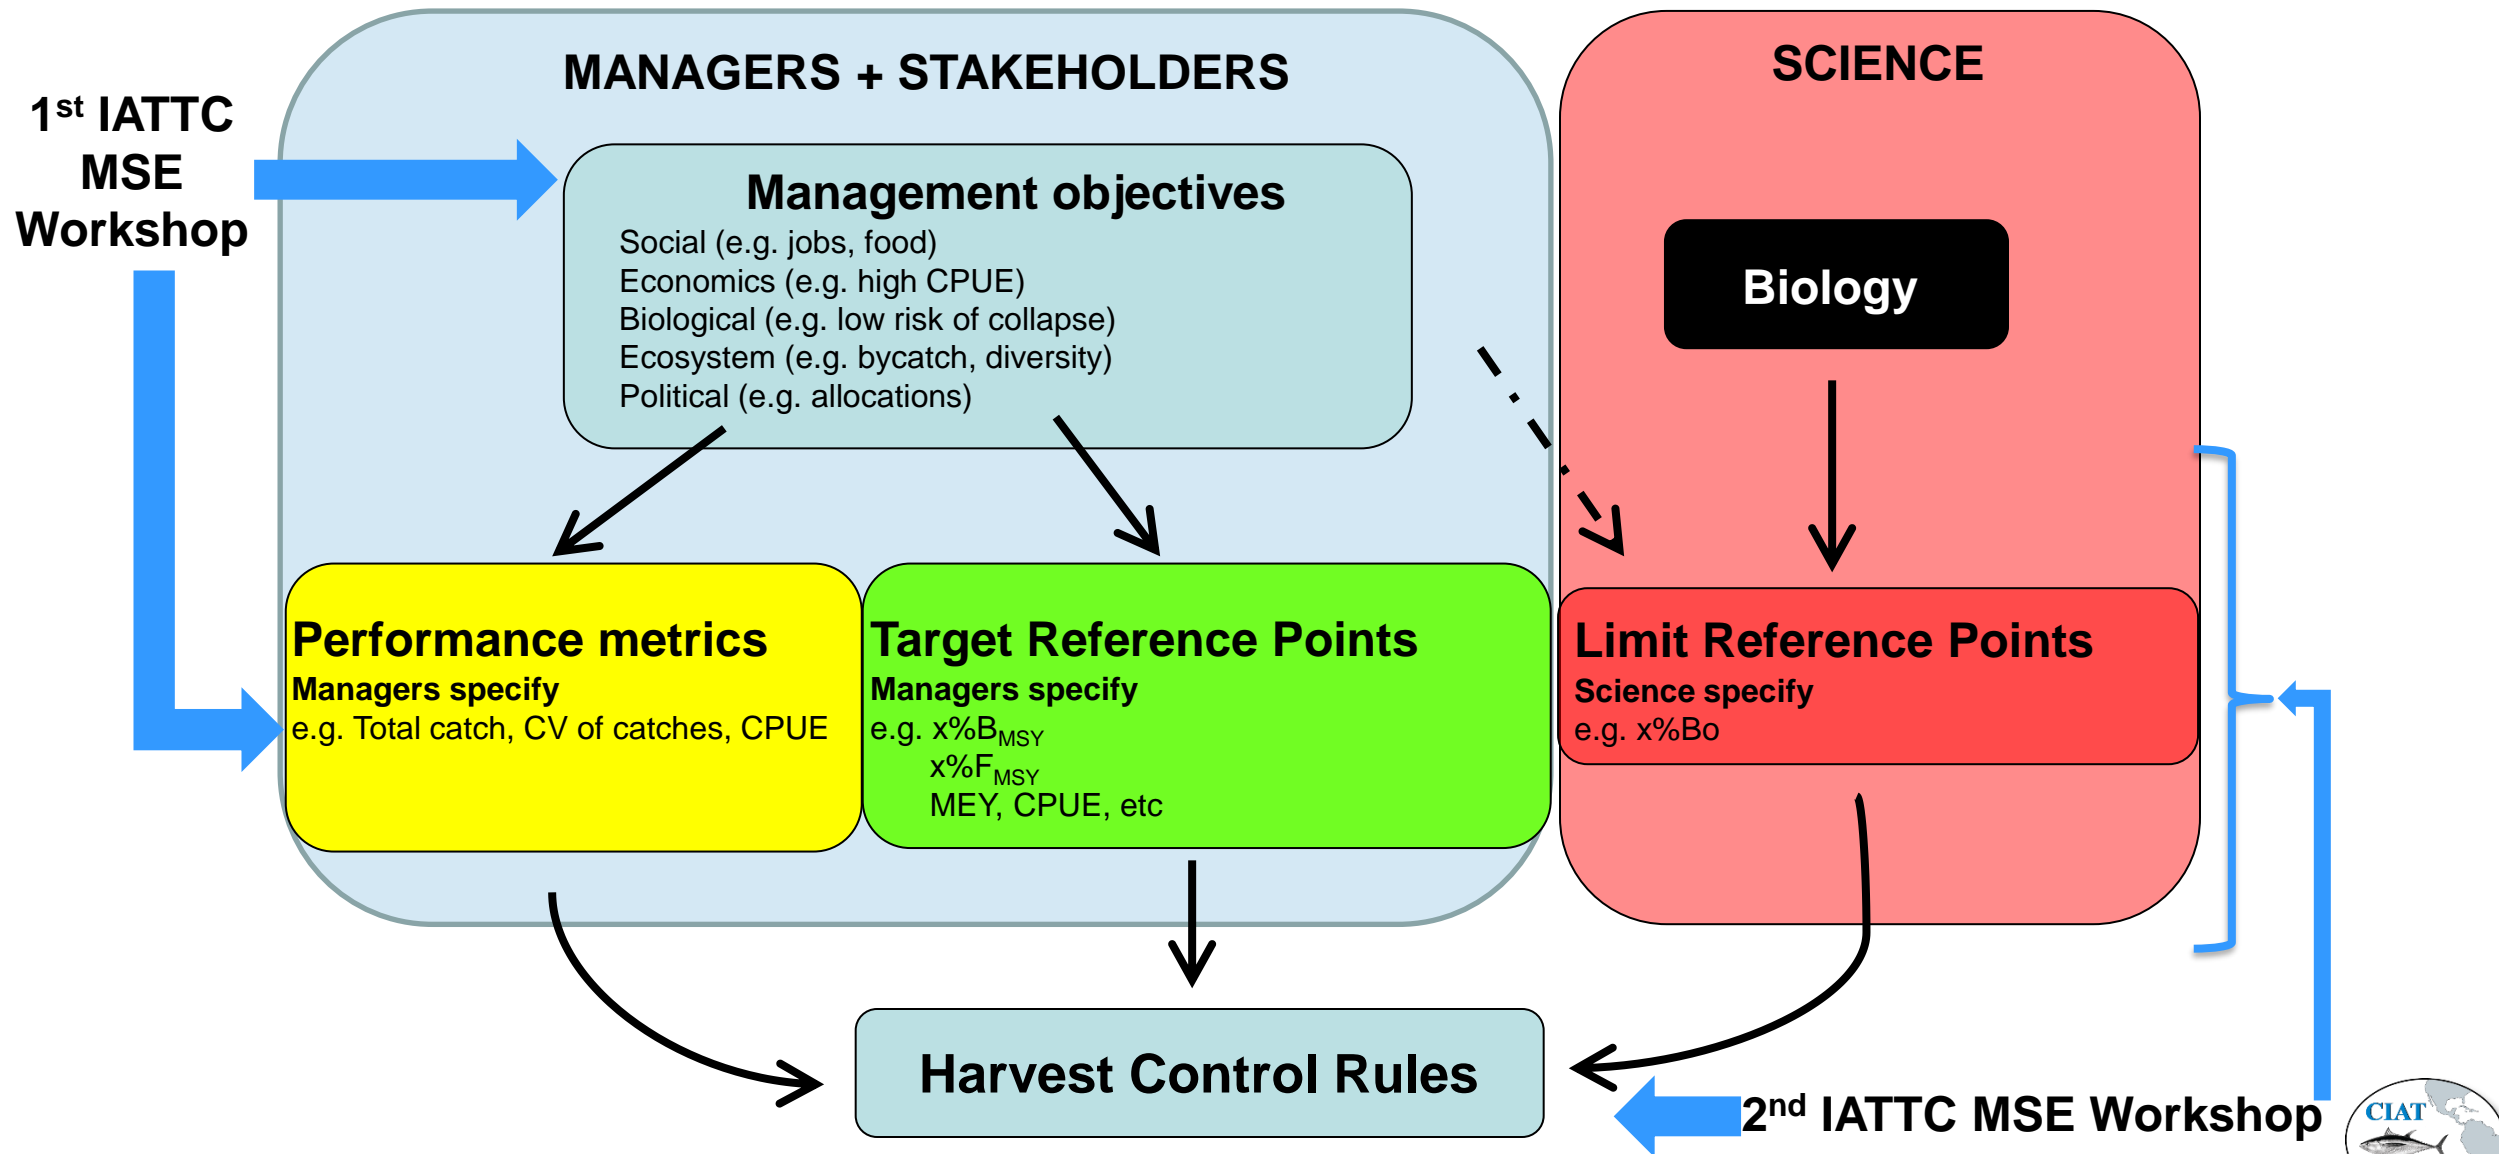 MANAGERS + STAKEHOLDERS
SCIENCE
1st IATTC
MSE
Workshop
Management objectives
Social (e.g. jobs, food)
Economics (e.g. high CPUE)
Biological (e.g. low risk of collapse)
Ecosystem (e.g. bycatch, diversity)
Political (e.g. allocations)
Biology
Performance metrics
Managers specify
e.g. Total catch, CV of catches, CPUE
Target Reference Points
Managers specify
e.g. x%BMSY
x%FMSY
MEY, CPUE, etc
Limit Reference Points
Science specify
e.g. x%Bo
Harvest Control Rules
2nd IATTC MSE Workshop
CIAT